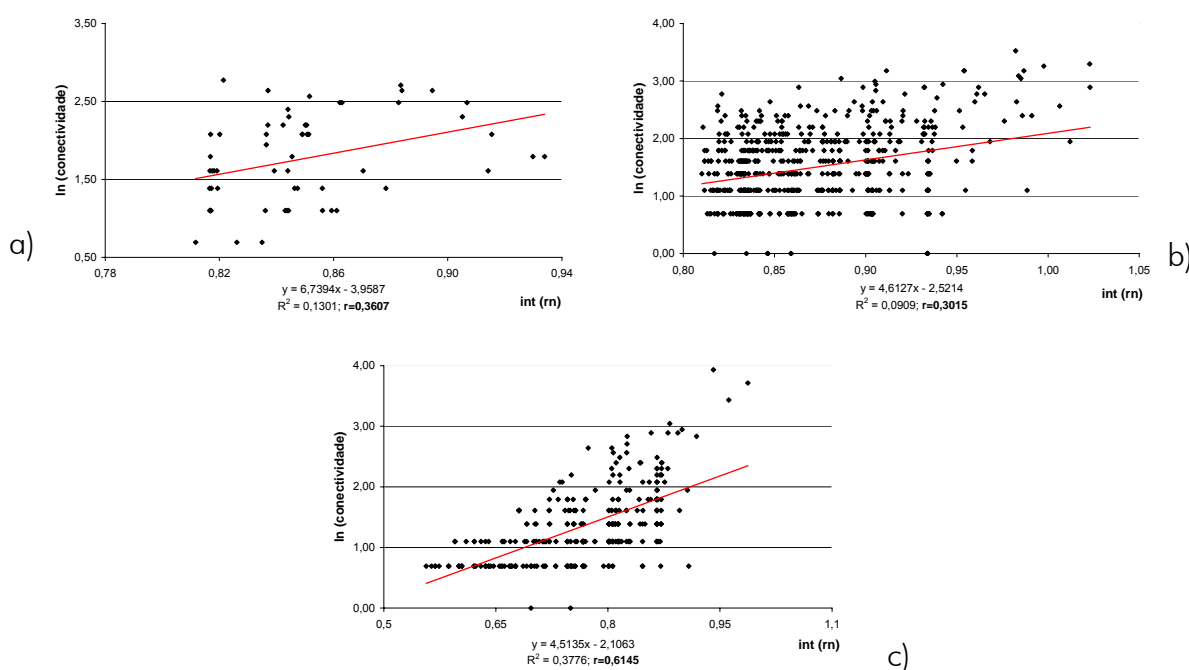 a)
ln (conectividade)
3,50
2,50
1,50
0,50
0,78
0,82
0,86
0,90
0,94
y = 6,7394x - 3,9587
int (rn)
R² = 0,1301; r=0,3607
b)
ln (conectividade)
4,00
3,00
2,00
1,00
0,00
0,80
0,85
0,90
0,95
1,00
1,05
y = 4,6127x - 2,5214
int (rn)
R² = 0,0909; r=0,3015
c)
ln (conectividade)
4,00
3,00
2,00
1,00
0,00
0,5
0,65
0,8
0,95
1,1
y = 4,5135x - 2,1063
int (rn)
R² = 0,3776; r=0,6145